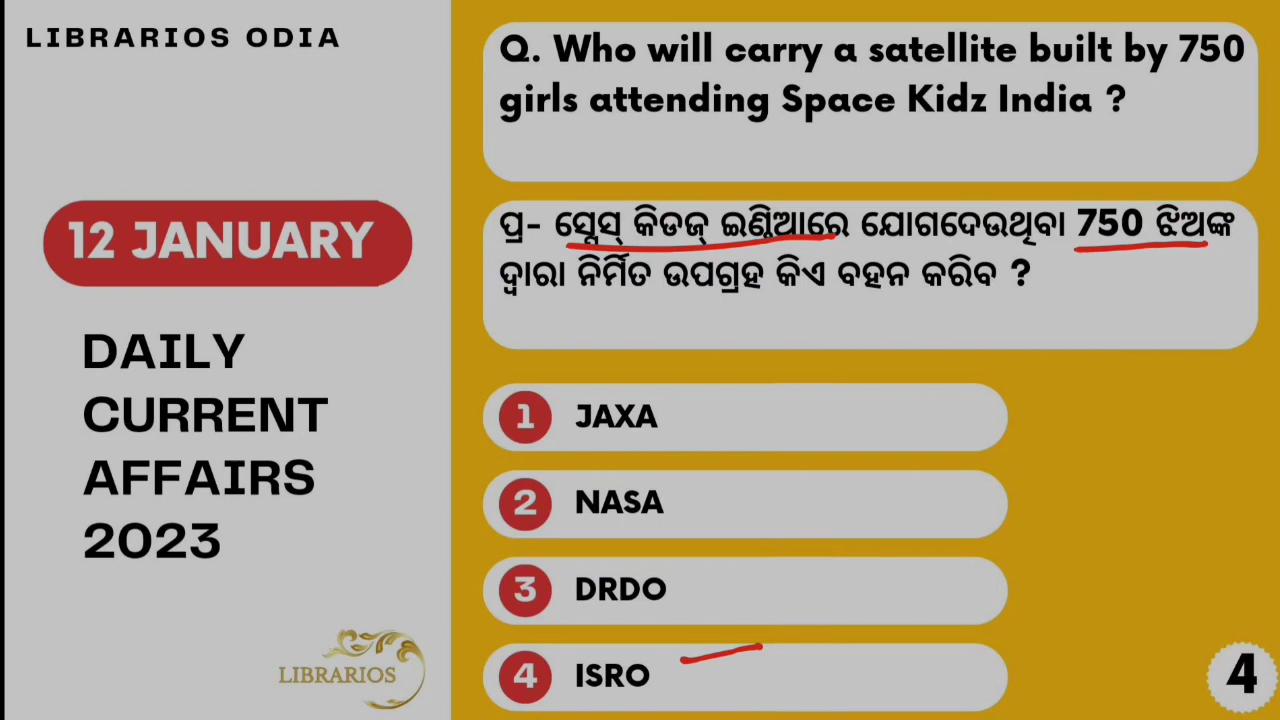 LIBRARIOS ODIA
12 JANUARY
DAILY
CURRENT
AFFAIRS
2023
LIBRARIOS
Q. Who will carry a satellite built by 750
girls attending Space Kidz India ?
ପ୍ର- ସ୍ପେସ୍ କିଡଜ୍ ଇଣ୍ଡିଆରେ ଯୋଗଦେଉଥିବା 750 ଝିଅଙ୍କ
ଦ୍ୱାରା ନିର୍ମିତ ଉପଗ୍ରହ କିଏ ବହନ କରିବ ?
1 JAXA
2 NASA
3 DRDO
4 ISRO
4